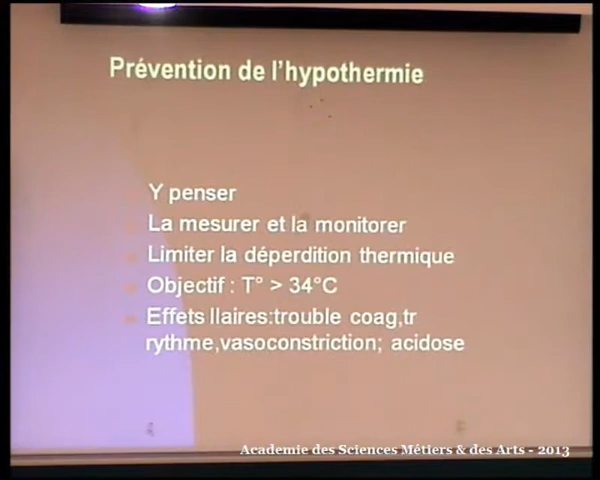 Prévention de l'hypothermie
Y penser
La mesurer et la monitorer
Limiter la déperdition thermique
Objectif : T° > 34°C
Effets IIaires:trouble coag,tr
rythme,vasoconstriction; acidose
Academie des Sciences Métiers & des Arts - 2013